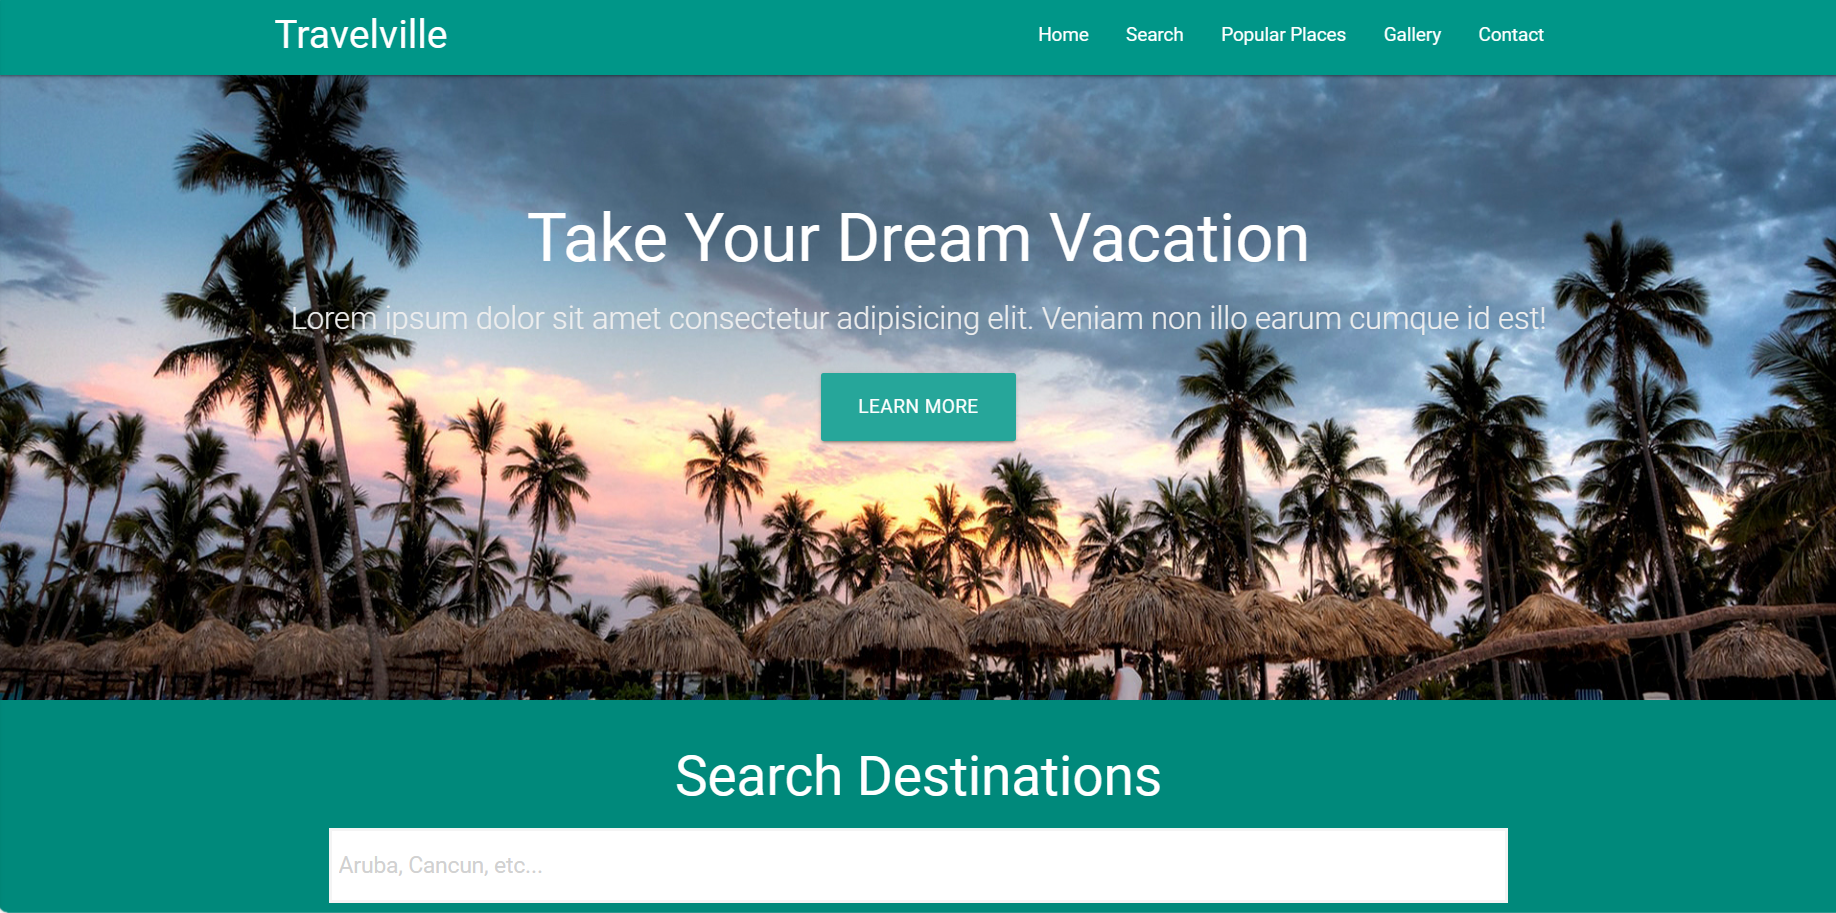 Travelville
Home Search Popular Places Gallery Contact
Take Your Dream Vacation
Lorem ipsum dolor sit amet consectetur adipisicing elit. Veniam non illo earum cumque id est!
LEARN MORE
Search Destinations
Aruba, Cancun, etc...